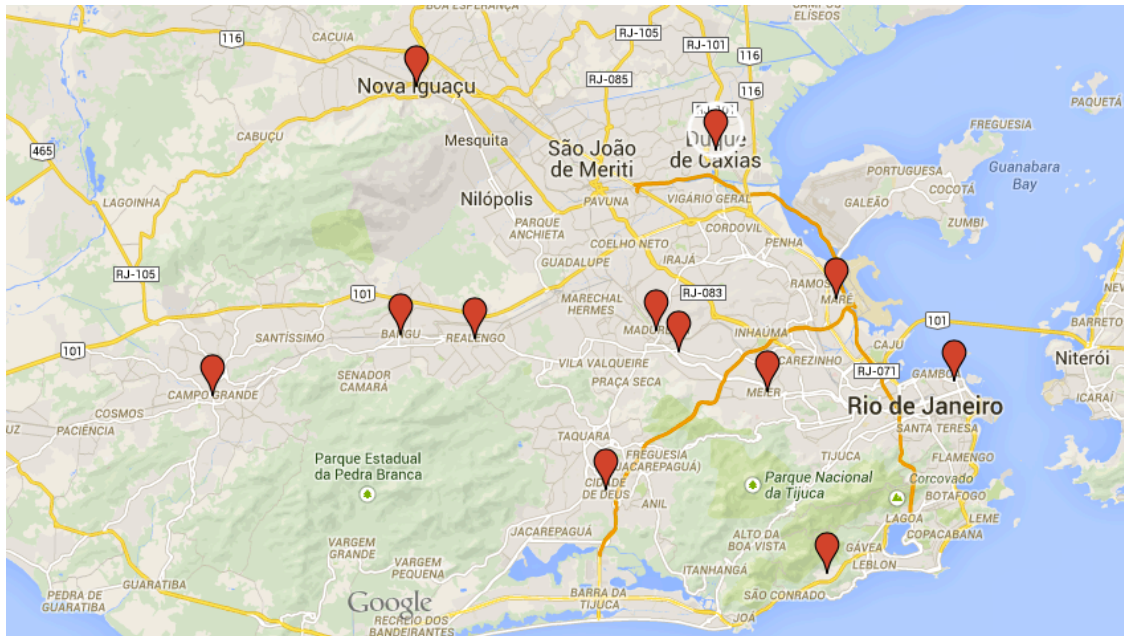 BOA ESPERANÇA
CAMPOS
ELÍSEOS
116
CACUIA
RJ-105
RJ-101
116
RJ-085
116
Nova Iguaçu
PAQUETÁ
CABUÇU
Mesquita
São João
de Meriti
Duque
de Caxias
FREGUESIA
465
PORTUGUESA
Guanabara
Bay
COCOTÁ
LAGOINHA
Nilópolis
PAVUNA
VIGÁRIO GERAL
GALEÃO
ZUMBI
PARQUE
ANCHIETA
CORDOVIL
COELHO NETO
PENHA
GUADALUPE
IRAJÁ
RJ-105
RAMOS
101
MARECHAL
HERMES
RJ-083
MARÉ
101
SANTÍSSIMO
BANGU
REALENGO
INHAÚMA
CAJU
BARRETO
101
VILA VALQUEIRE
Niterói
SENADOR
CAMARÁ
PRAÇA SECA
RJ-071
GAMBOA
CAMPO GRANDE
MEIER
ICARAÍ
COSMOS
Rio de Janeiro
PACIÊNCIA
SANTA TERESA
TAQUARA
TIJUCA
FLAMENGO
Parque Estadual
da Pedra Branca
FREGUESIA
(JACAREPAGUÁ)
Parque Nacional
da Tijuca
Corcovado
CIDADE
DE DEUS
BOTAFOGO
ANIL
LAGOA
LEME
JACAREPAGUÁ
ALTO DA
BOA VISTA
COPACABANA
VARGEM
GRANDE
GÁVEA
VARGEM
PEQUENA
LEBLON
ITANHANGÁ
GUARATIBA
PEDRA DE
GUARATIBA
BARRA DA
TIJUCA
SÃO CONRADO
Google
JOÁ
RECREIO DOS
BANDEIRANTES